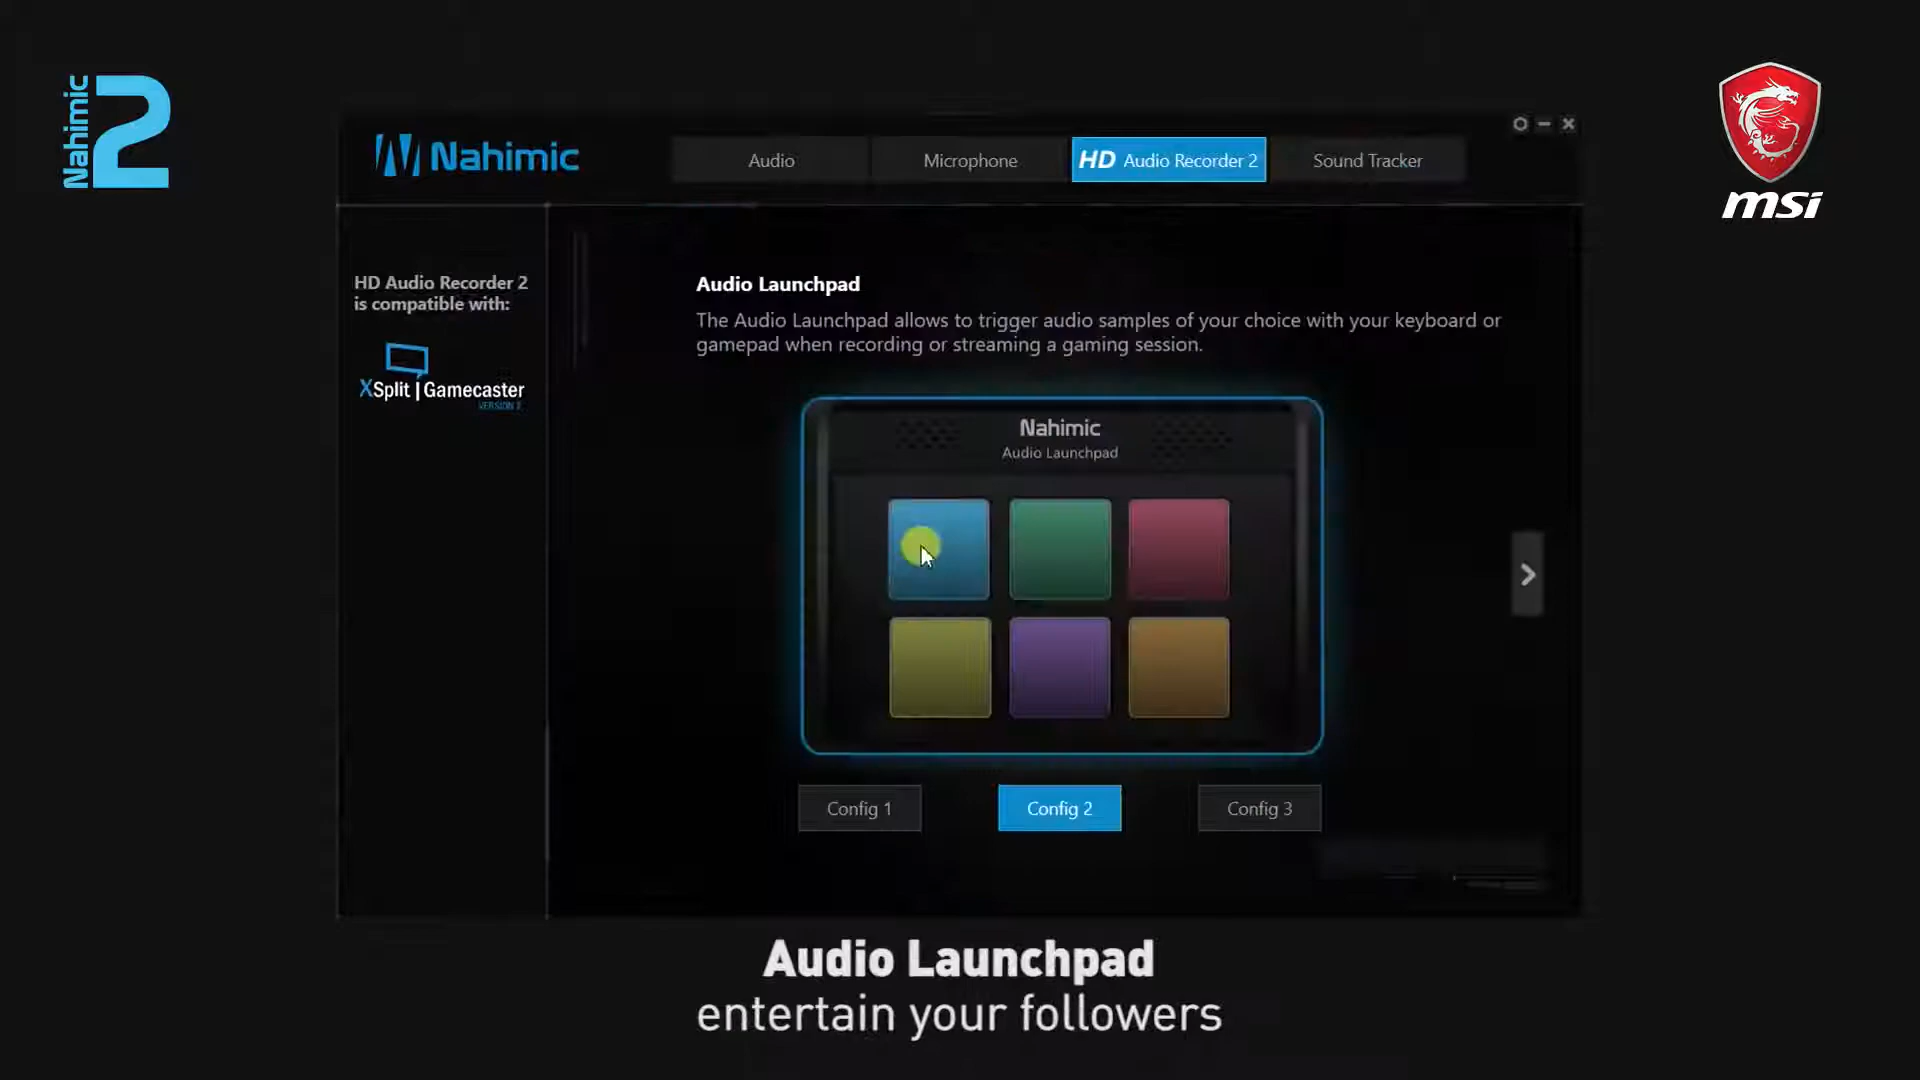 Nahimic
2
msi
Nahimic
Audio
Microphone
HD Audio Recorder 2
Sound Tracker
HD Audio Recorder 2
is compatible with:
XSplit | Gamecaster
VERSION 2
Audio Launchpad
The Audio Launchpad allows to trigger audio samples of your choice with your keyboard or
gamepad when recording or streaming a gaming session.
Nahimic
Audio Launchpad
Config 1
Config 2
Config 3
Audio Launchpad
entertain your followers